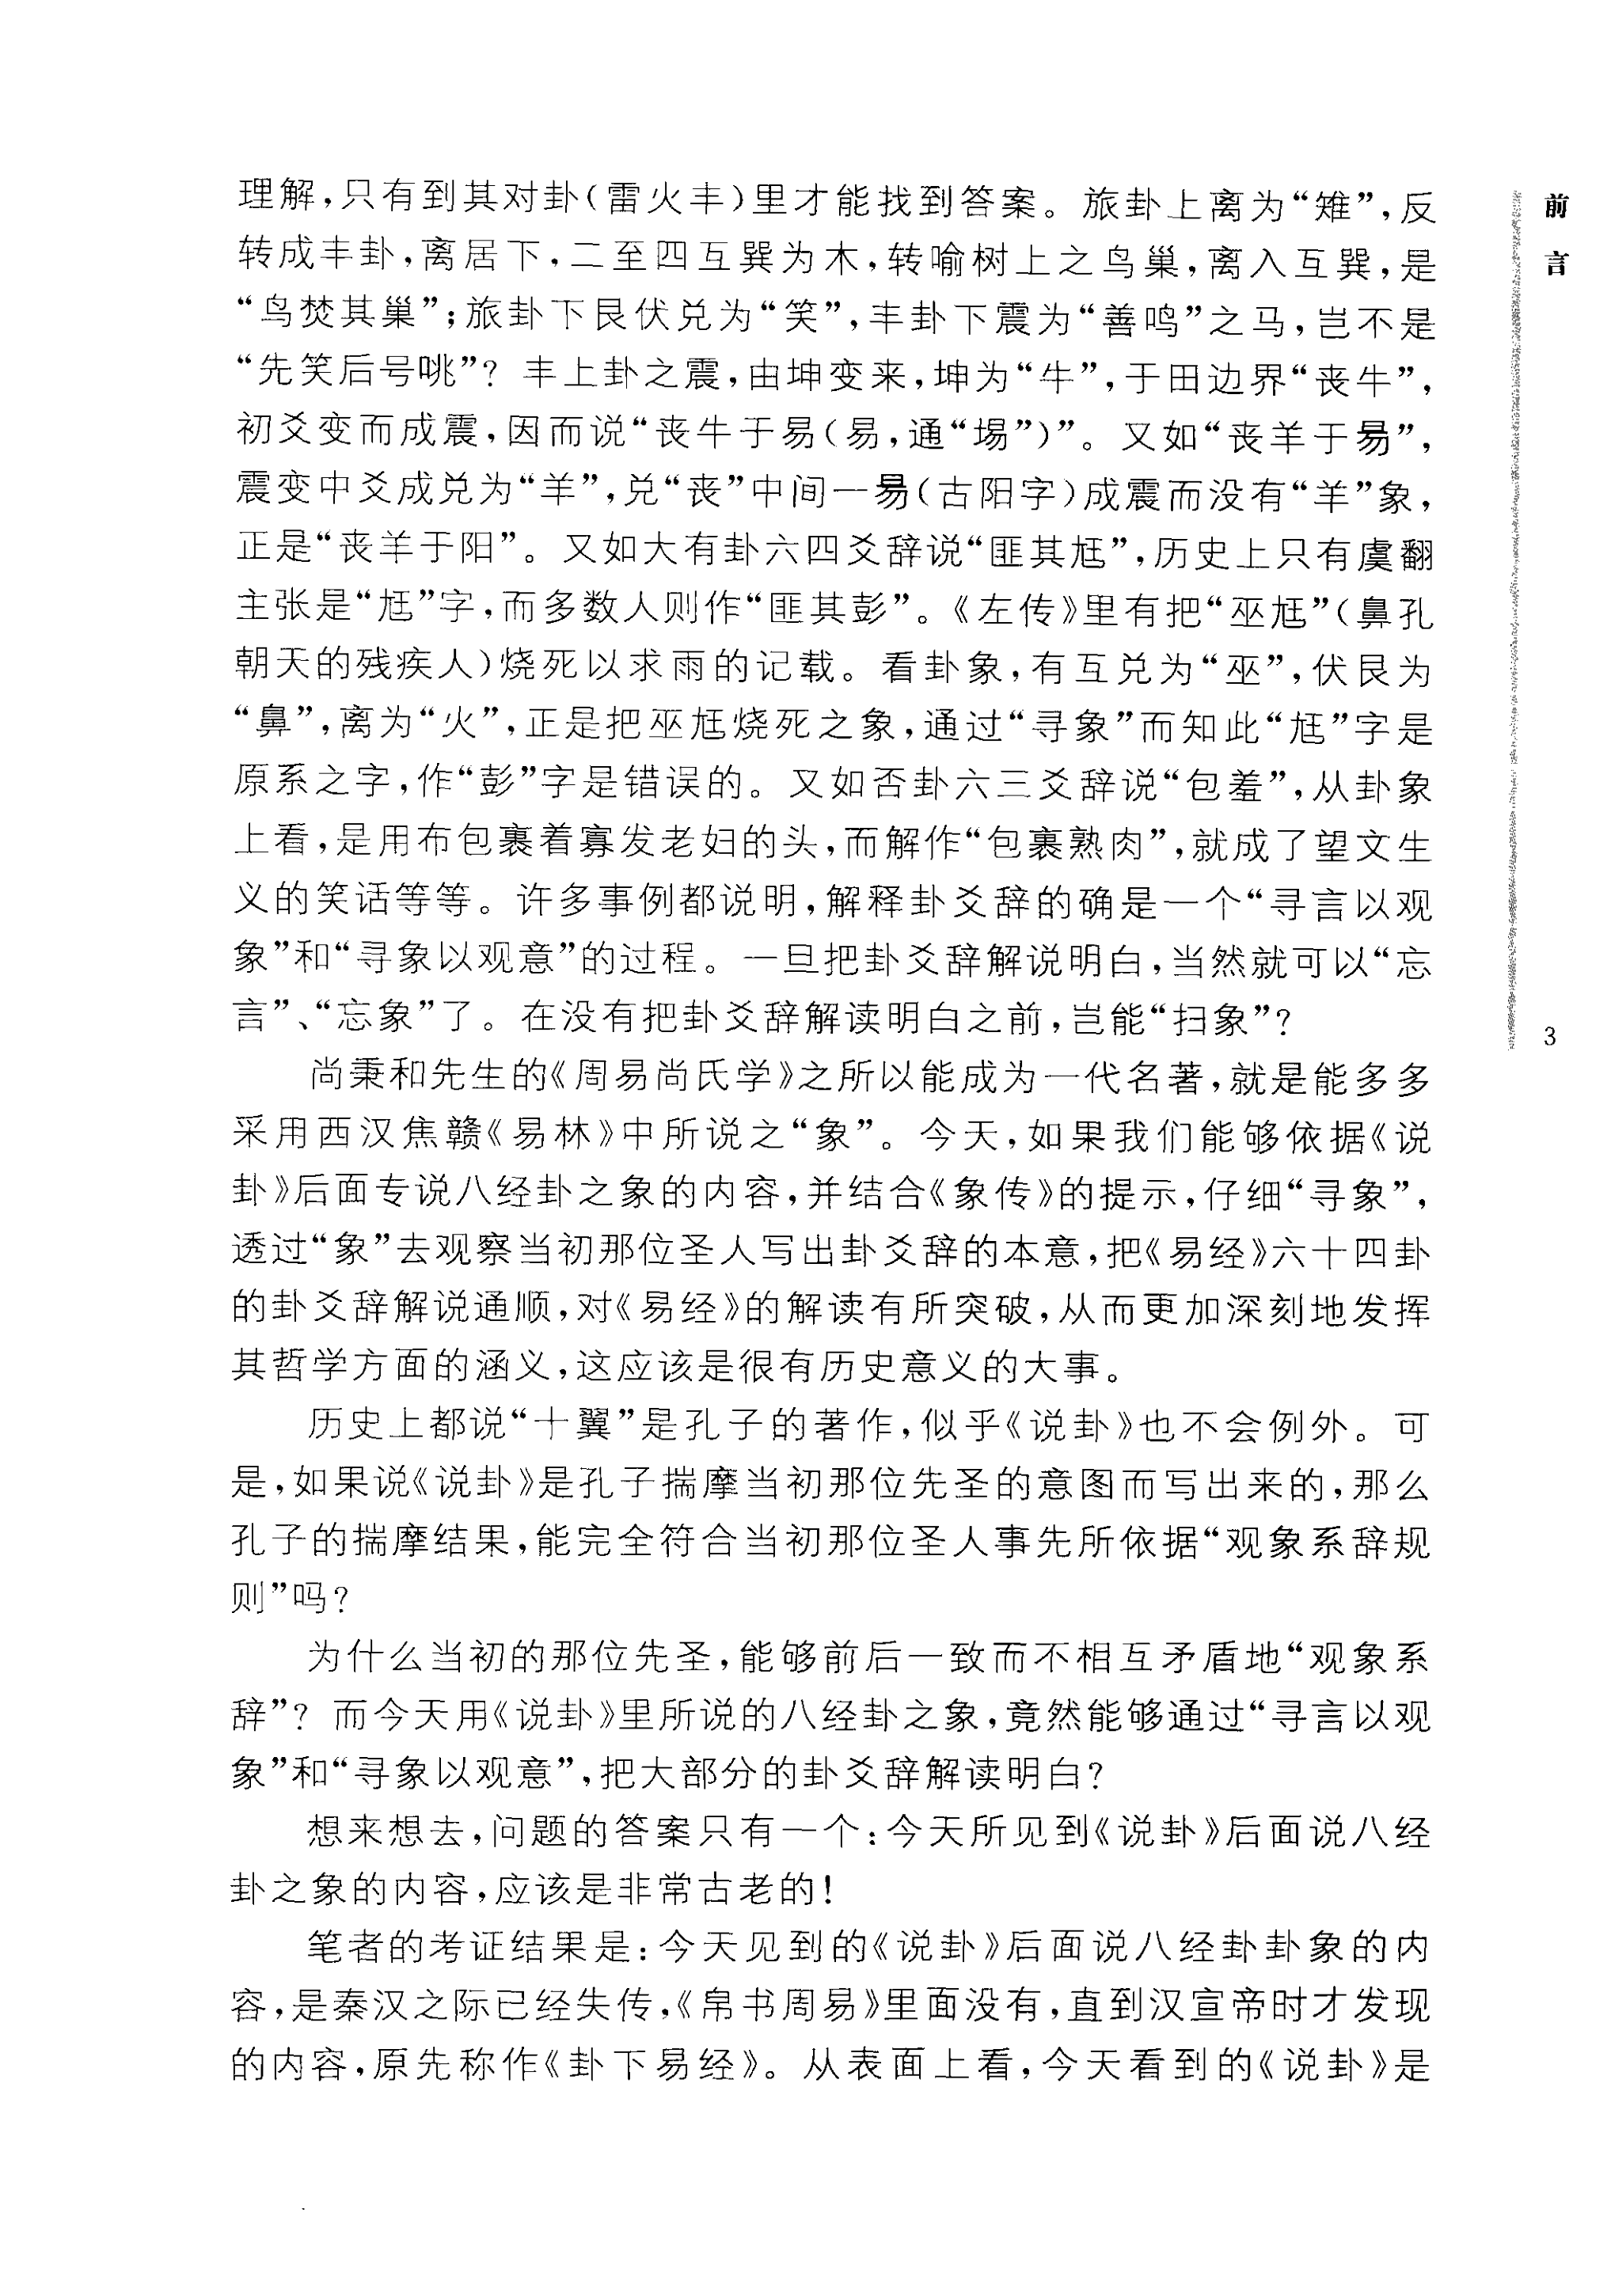 理解,只有到其对卦(雷火丰)里才能找到答案。旅卦上离为“雉”,反
转成丰卦,离居下,二至四互巽为木,转喻树上之鸟巢,离入互巽,是
“鸟焚其巢”;旅卦下艮伏兑为“笑”,丰卦下震为“善鸣”之马,岂不是
“先笑后号咷”? 丰上卦之震,由坤变来,坤为“牛”,于田边界“丧牛”,
初爻变而成震,因而说“丧牛于易(易,通“埸”)”。又如“丧羊于昜”,
震变中爻成兑为“羊”,兑“丧”中间一昜(古阳字)成震而没有“羊”象,
正是“丧羊于阳”。又如大有卦六四爻辞说“匪其尫”,历史上只有虞翻
主张是“尫”字,而多数人则作“匪其彭”。《左传》里有把“巫尫”(鼻孔
朝天的残疾人)烧死以求雨的记载。看卦象,有互兑为“巫”,伏艮为
“鼻”,离为“火”,正是把巫尫烧死之象,通过“寻象”而知此“尫”字是
原系之字,作“彭”字是错误的。又如否卦六三爻辞说“包羞”,从卦象
上看,是用布包裹着寡发老妇的头,而解作“包裹熟肉”,就成了望文生
义的笑话等等。许多事例都说明,解释卦爻辞的确是一个“寻言以观
象”和“寻象以观意”的过程。一旦把卦爻辞解说明白,当然就可以“忘
言”、“忘象”了。在没有把卦爻辞解读明白之前,岂能“扫象”?
尚秉和先生的《周易尚氏学》之所以能成为一代名著,就是能多多
采用西汉焦赣《易林》中所说之“象”。今天,如果我们能够依据《说
卦》后面专说八经卦之象的内容,并结合《象传》的提示,仔细“寻象”,
透过“象”去观察当初那位圣人写出卦爻辞的本意,把《易经》六十四卦
的卦爻辞解说通顺,对《易经》的解读有所突破,从而更加深刻地发挥
其哲学方面的涵义,这应该是很有历史意义的大事。
历史上都说“十翼”是孔子的著作,似乎《说卦》也不会例外。可
是,如果说《说卦》是孔子揣摩当初那位先圣的意图而写出来的,那么
孔子的揣摩结果,能完全符合当初那位圣人事先所依据“观象系辞规
则”吗?
为什么当初的那位先圣,能够前后一致而不相互矛盾地“观象系
辞”? 而今天用《说卦》里所说的八经卦之象,竟然能够通过“寻言以观
象”和“寻象以观意”,把大部分的卦爻辞解读明白?
想来想去,问题的答案只有一个:今天所见到《说卦》后面说八经
卦之象的内容,应该是非常古老的!
笔者的考证结果是:今天见到的《说卦》后面说八经卦卦象的内
容,是秦汉之际已经失传,《帛书周易》里面没有,直到汉宣帝时才发现
的内容,原先称作《卦下易经》。从表面上看,今天看到的《说卦》是
前言
3